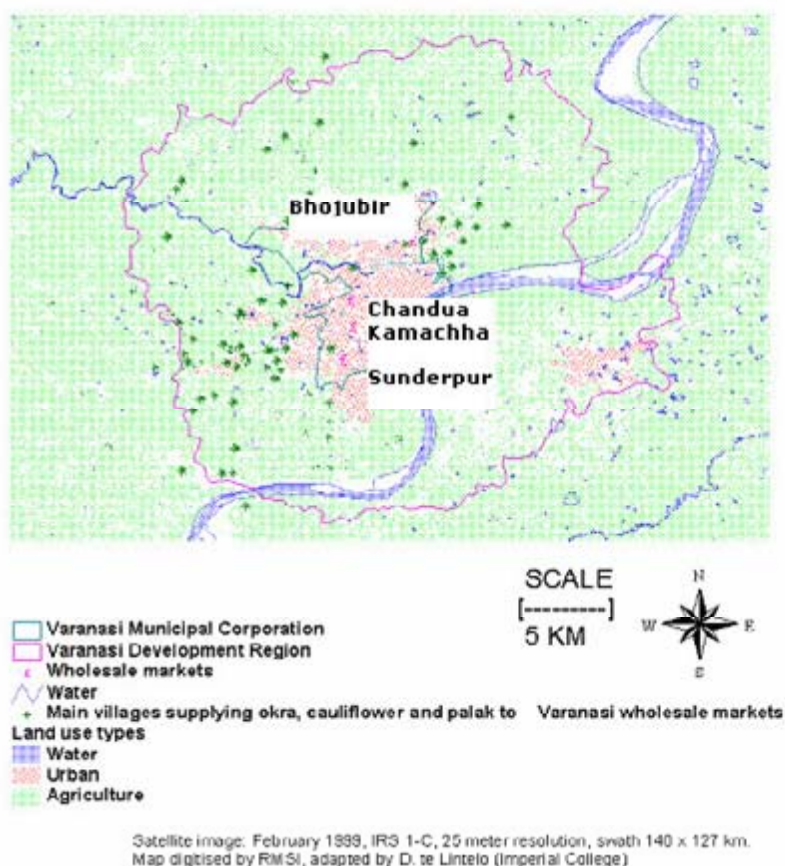 Bhojubir
Chandua
Kamachha
Sunderpur
SCALE
[---------]
5 KM
N
W E
S
Varanasi Municipal Corporation
Varanasi Development Region
Wholesale markets
Water
Main villages supplying okra, cauliflower and palak to Varanasi wholesale markets
Land use types
Water
Urban
Agriculture
Satellite image: February 1999, IRS 1-C, 25 meter resolution, swath 140 x 127 km.
Map digitised by RMSI, adapted by D. te Lintelo (Imperial College)